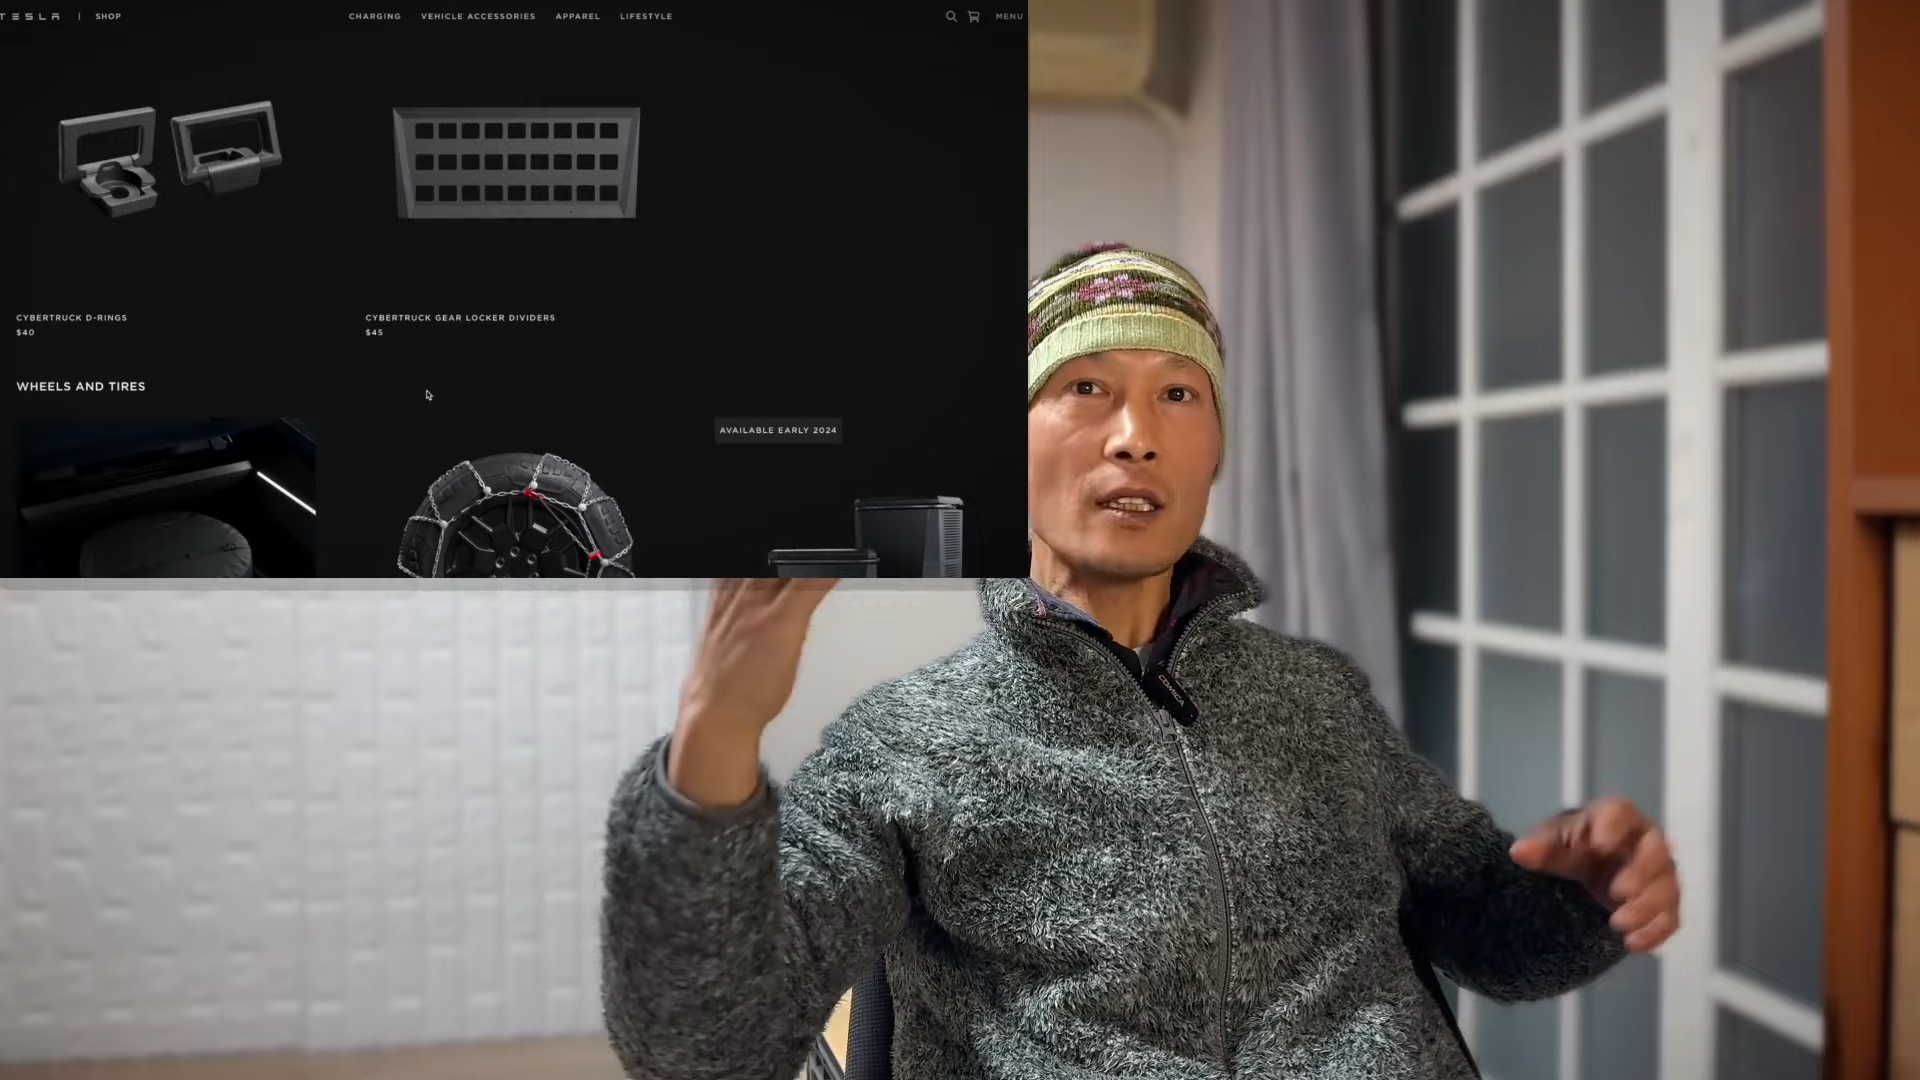 TESLA | SHOP
CHARGING VEHICLE ACCESSORIES APPAREL LIFESTYLE
MENU
CYBERTRUCK D-RINGS
$40
CYBERTRUCK GEAR LOCKER DIVIDERS
$45
WHEELS AND TIRES
AVAILABLE EARLY 2024
COMICA